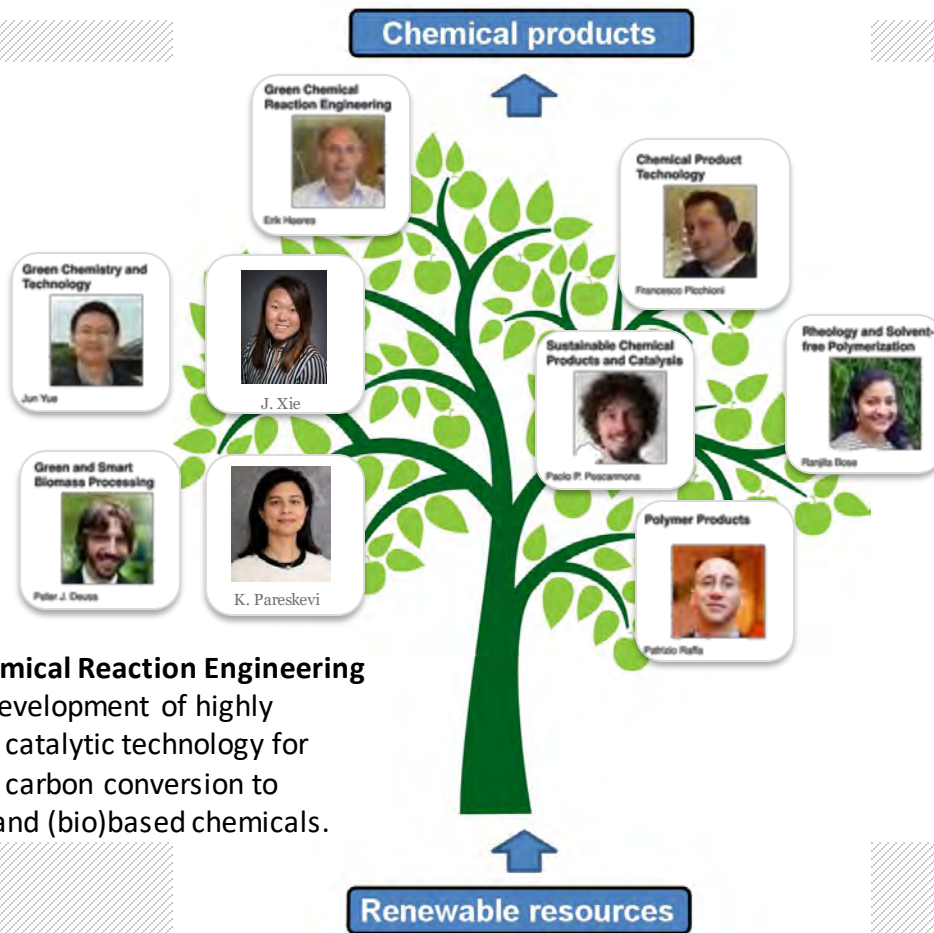 Chemical products
Green Chemical
Reaction Engineering
Erik Heeres
Chemical Product
Technology
Francesco Picchioni
Green Chemistry and
Technology
Jun Yue
J. Xie
Sustainable Chemical
Products and Catalysis
Paolo P. Pescarmona
Rheology and Solvent-
free Polymerization
Ranjita Bose
Green and Smart
Biomass Processing
Peter J. Deuss
K. Pareskevi
Polymer Products
Patrizio Raffa
emical Reaction Engineering
evelopment of highly
catalytic technology for
carbon conversion to
and (bio)based chemicals.
Renewable resources